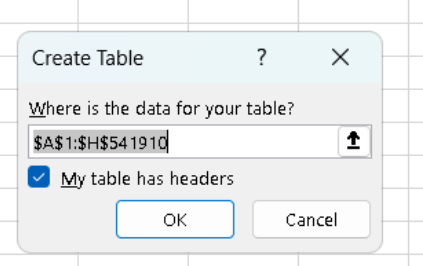 Create Table ?
Where is the data for your table?
$A$1:$H$541910
My table has headers
OK Cancel